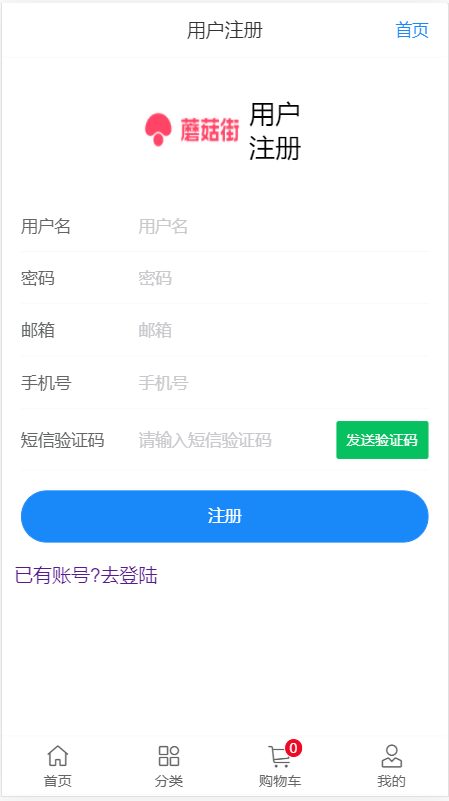 用户注册 首页
蘑菇街
用户
注册
用户名 用户名
密码 密码
邮箱 邮箱
手机号 手机号
短信验证码 请输入短信验证码 发送验证码
注册
已有账号?去登陆
0
首页 分类 购物车 我的